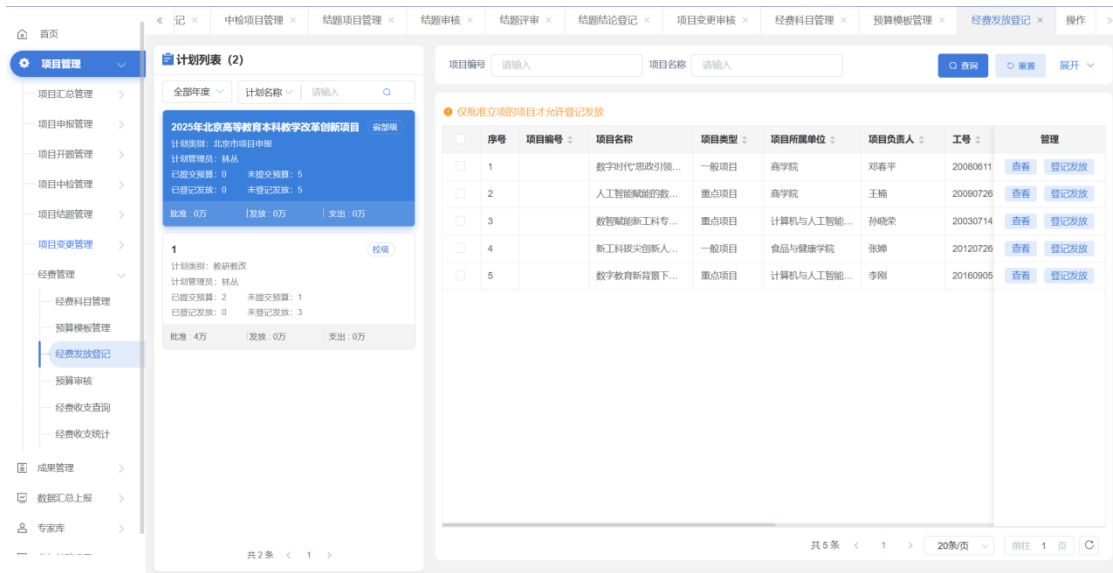 首页
项目管理
项目汇总管理
项目申报管理
项目开题管理
项目中检管理
项目结题管理
项目变更管理
经费管理
经费科目管理
预算模板管理
经费发放登记
预算审核
经费收支查询
经费收支统计
成果管理
数据汇总上报
专家库
记 × 中检项目管理 × 结题项目管理 × 结题审核 × 结题评审 × 结题结论登记 × 项目变更审核 × 经费科目管理 × 预算模板管理 × 经费发放登记 × 操作
计划列表（2）
全部年度 计划名称 请输入
2025年北京高等教育本科教学改革创新项目 省部级
计划类别：北京市项目申报
计划管理员：林丛
已提交预算：0 未提交预算：5
已登记发放：0 未登记发放：5
批准：0万 发放：0万 支出：0万
1 校级
计划类别：教研教改
计划管理员：林丛
已提交预算：2 未提交预算：1
已登记发放：0 未登记发放：3
批准：4万 发放：0万 支出：0万
共2条 < 1 >
项目编号 请输入 项目名称 请输入 查询 重置 展开
仅批准立项的项目才允许登记发放
序号 项目编号 项目名称 项目类型 项目所属单位 项目负责人 工号 管理
1 数字时代“思政引领... 一般项目 商学院 邓春平 20080611 查看 登记发放
2 人工智能赋能的数... 重点项目 商学院 王楠 20090726 查看 登记发放
3 数智赋能新工科专... 重点项目 计算机与人工智能... 孙晓荣 20030714 查看 登记发放
4 新工科拔尖创新人... 一般项目 食品与健康学院 张婵 20120726 查看 登记发放
5 数字教育新背景下... 重点项目 计算机与人工智能... 李刚 20160905 查看 登记发放
共5条 < 1 > 20条/页 前往 1 页